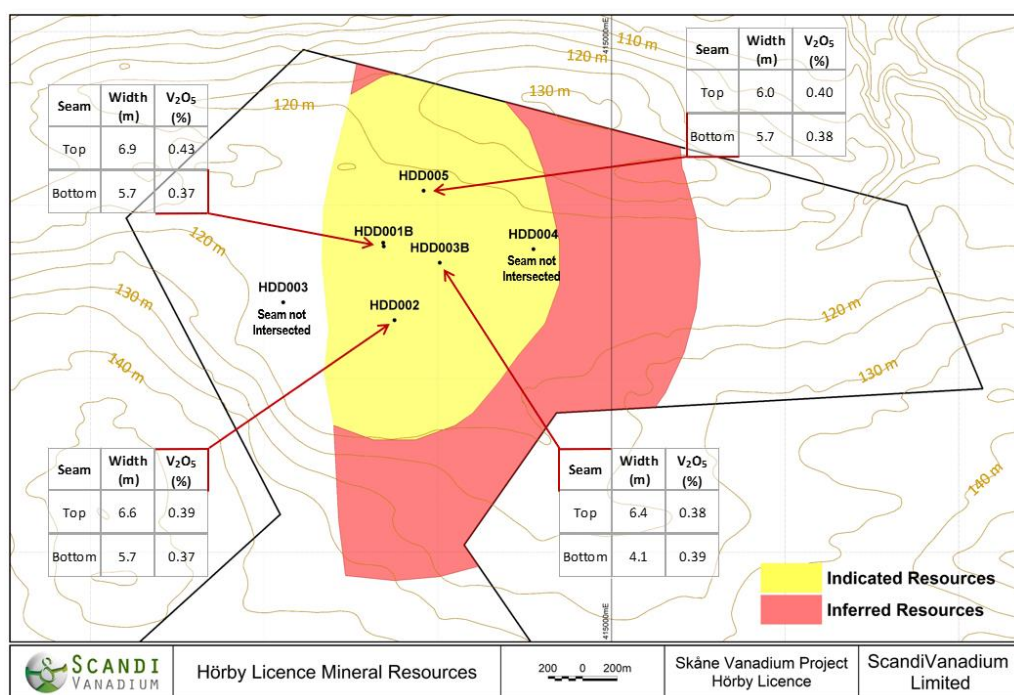 110 m
415000mE
120 m
130 m
120 m
Seam Width (m) V₂O₅ (%)
Top 6.0 0.40
Bottom 5.7 0.38
Seam Width (m) V₂O₅ (%)
Top 6.9 0.43
Bottom 5.7 0.37
HDD005
HDD001B
HDD003B
HDD004
Seam not
Intersected
HDD003
Seam not
Intersected
HDD002
120 m
130 m
140 m
120 m
130 m
140 m
Seam Width (m) V₂O₅ (%)
Top 6.6 0.39
Bottom 5.7 0.37
Seam Width (m) V₂O₅ (%)
Top 6.4 0.38
Bottom 4.1 0.39
415000mE
Indicated Resources
Inferred Resources
SCANDI
VANADIUM
Hörby Licence Mineral Resources
200 0 200m
Skåne Vanadium Project
Hörby Licence
ScandiVanadium
Limited